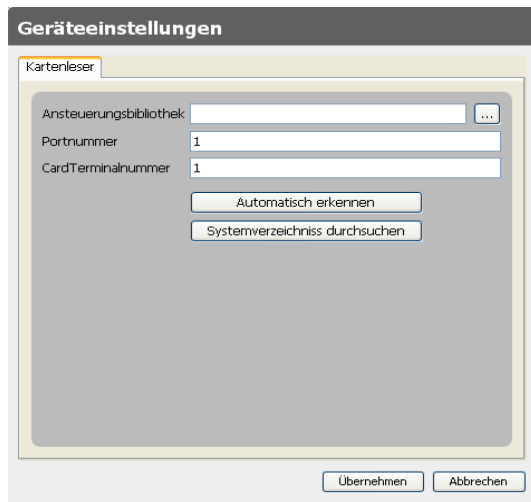 Geräteeinstellungen
Kartenleser
Ansteuerungsbibliothek ...
Portnummer 1
CardTerminalnummer 1
Automatisch erkennen
Systemverzeichniss durchsuchen
Übernehmen Abbrechen